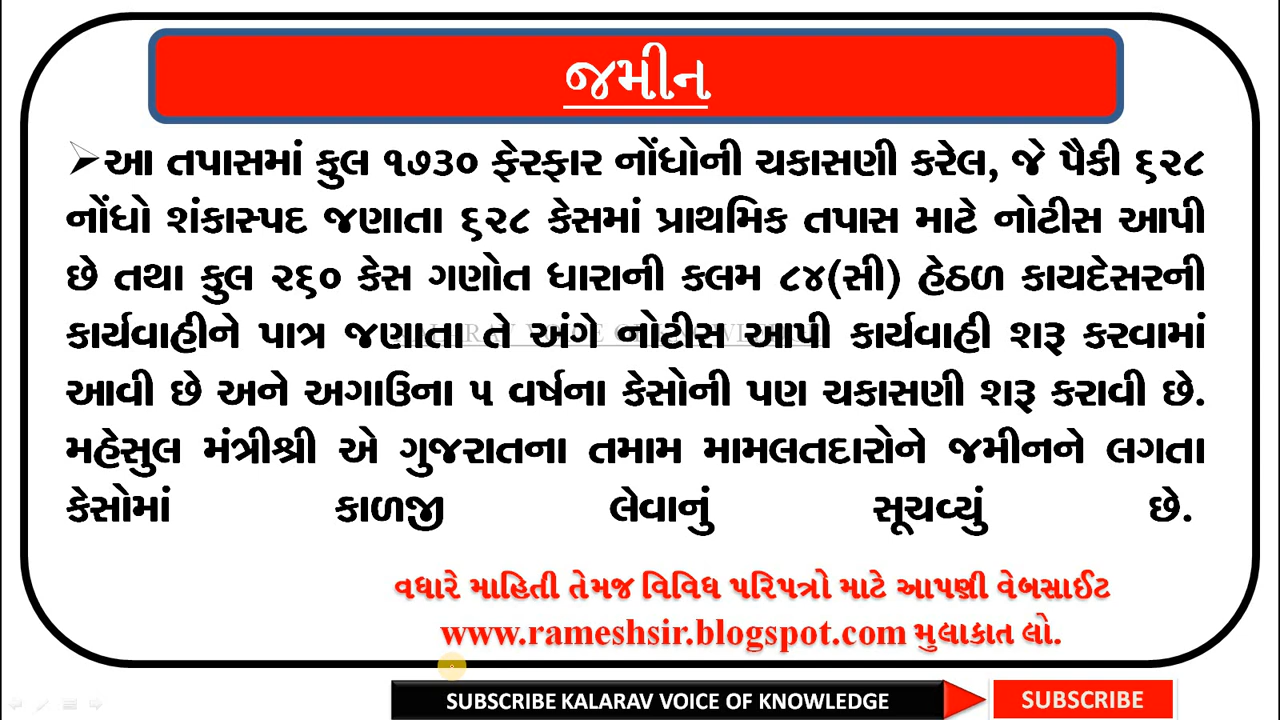 જમીન
➢આ તપાસમાં કુલ ૧૭૩૦ ફેરફાર નોંધોની ચકાસણી કરેલ, જે પૈકી ૬૨૮
નોંધો શંકાસ્પદ જણાતા ૬૨૮ કેસમાં પ્રાથમિક તપાસ માટે નોટીસ આપી
છે તથા કુલ ૨૬૦ કેસ ગણોત ધારાની કલમ ૮૪(સી) હેઠળ કાયદેસરની
કાર્યવાહીને પાત્ર જણાતા તે અંગે નોટીસ આપી કાર્યવાહી શરૂ કરવામાં
આવી છે અને અગાઉના ૫ વર્ષના કેસોની પણ ચકાસણી શરૂ કરાવી છે.
મહેસુલ મંત્રીશ્રી એ ગુજરાતના તમામ મામલતદારોને જમીનને લગતા
કેસોમાં કાળજી લેવાનું સૂચવ્યું છે.
વધારે માહિતી તેમજ વિવિધ પરિપત્રો માટે આપણી વેબસાઈટ
www.rameshsir.blogspot.com મુલાકાત લો.
SUBSCRIBE KALARAV VOICE OF KNOWLEDGE
SUBSCRIBE